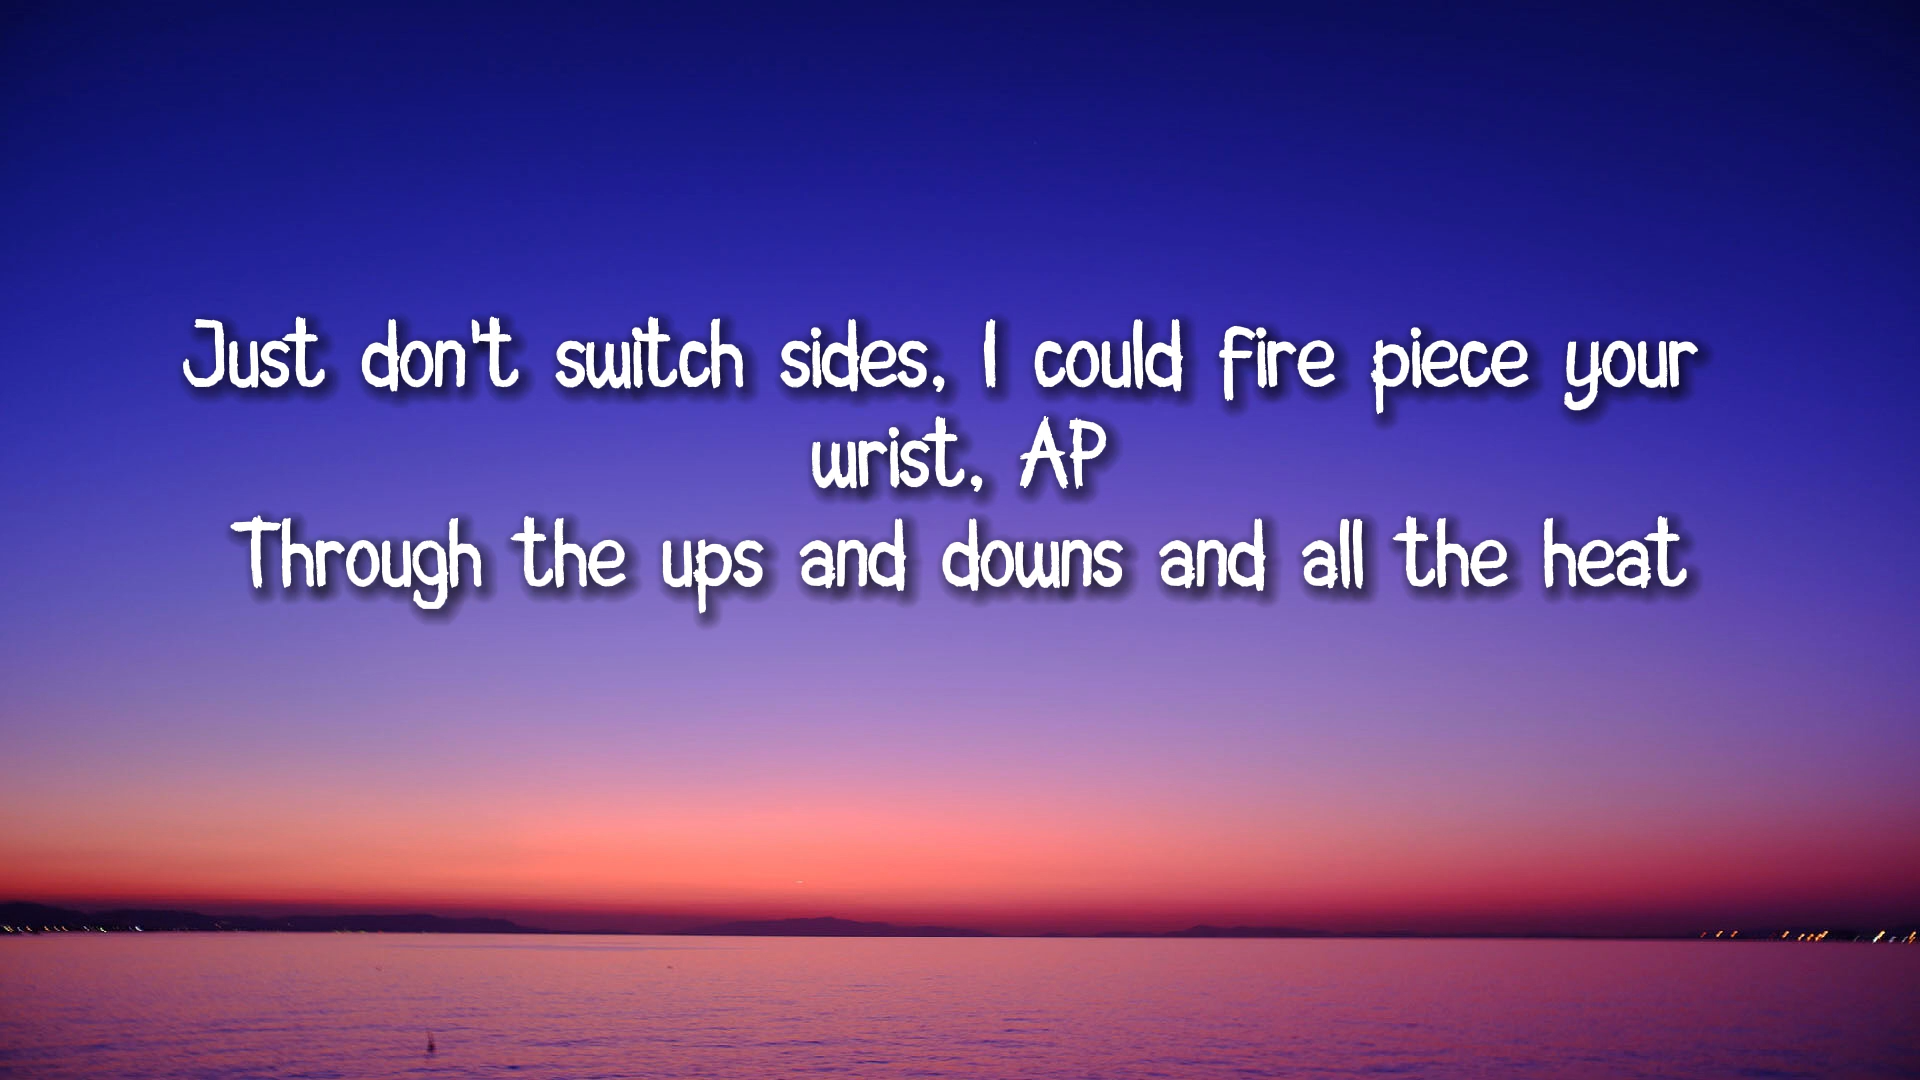 Just don't switch sides, I could fire piece your
wrist, AP
Through the ups and downs and all the heat